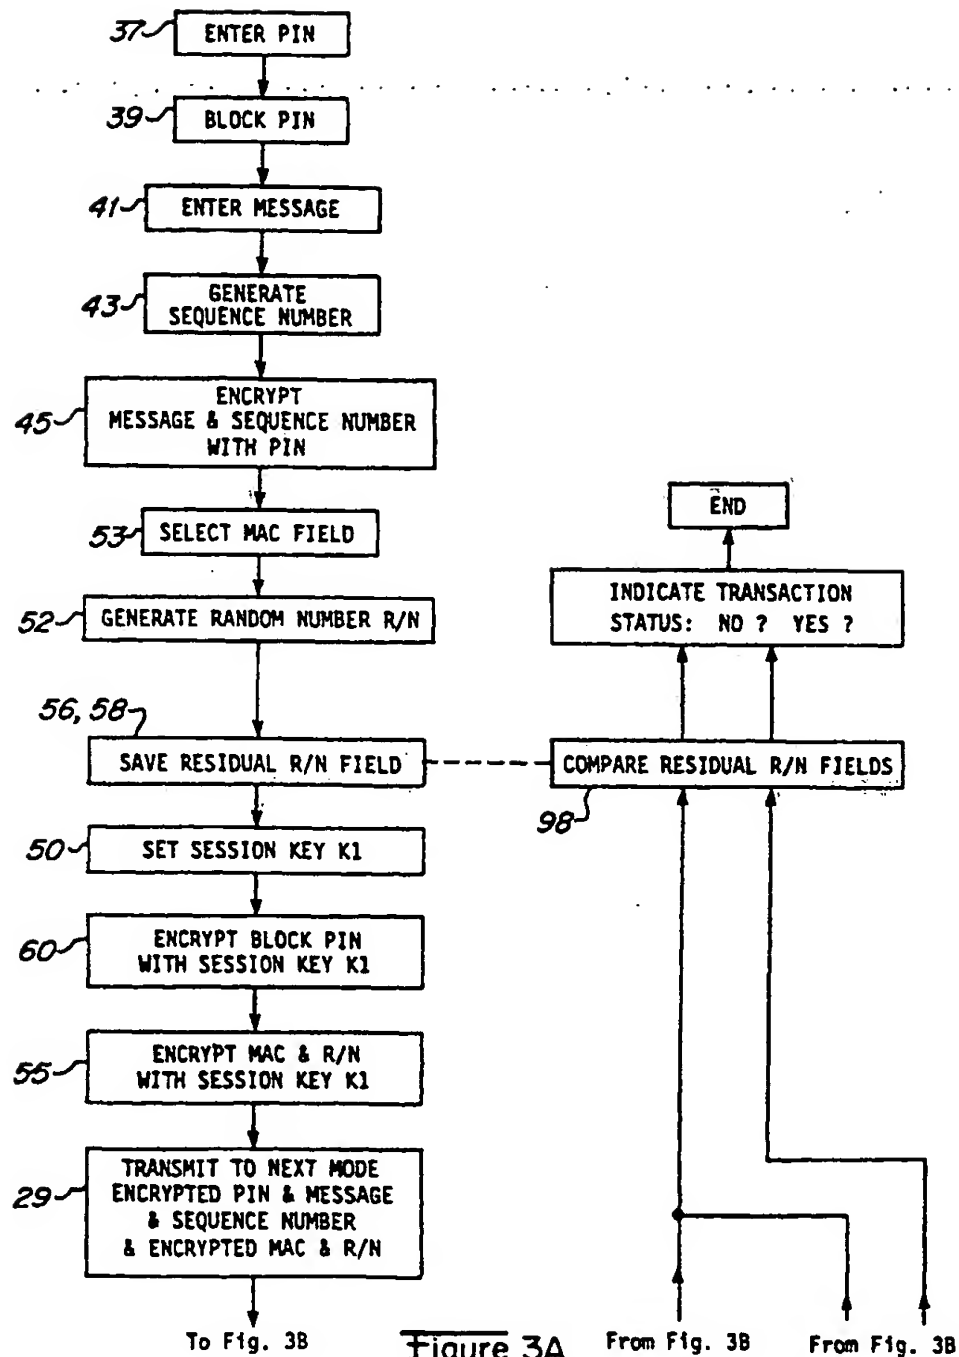 37
ENTER PIN
39
BLOCK PIN
41
ENTER MESSAGE
43
GENERATE
SEQUENCE NUMBER
45
ENCRYPT
MESSAGE & SEQUENCE NUMBER
WITH PIN
53
SELECT MAC FIELD
52
GENERATE RANDOM NUMBER R/N
56, 58
SAVE RESIDUAL R/N FIELD
50
SET SESSION KEY K1
60
ENCRYPT BLOCK PIN
WITH SESSION KEY K1
55
ENCRYPT MAC & R/N
WITH SESSION KEY K1
29
TRANSMIT TO NEXT MODE
ENCRYPTED PIN & MESSAGE
& SEQUENCE NUMBER
& ENCRYPTED MAC & R/N
To Fig. 3B
END
INDICATE TRANSACTION
STATUS: NO ? YES ?
COMPARE RESIDUAL R/N FIELDS
98
From Fig. 3B
From Fig. 3B
Figure 3A